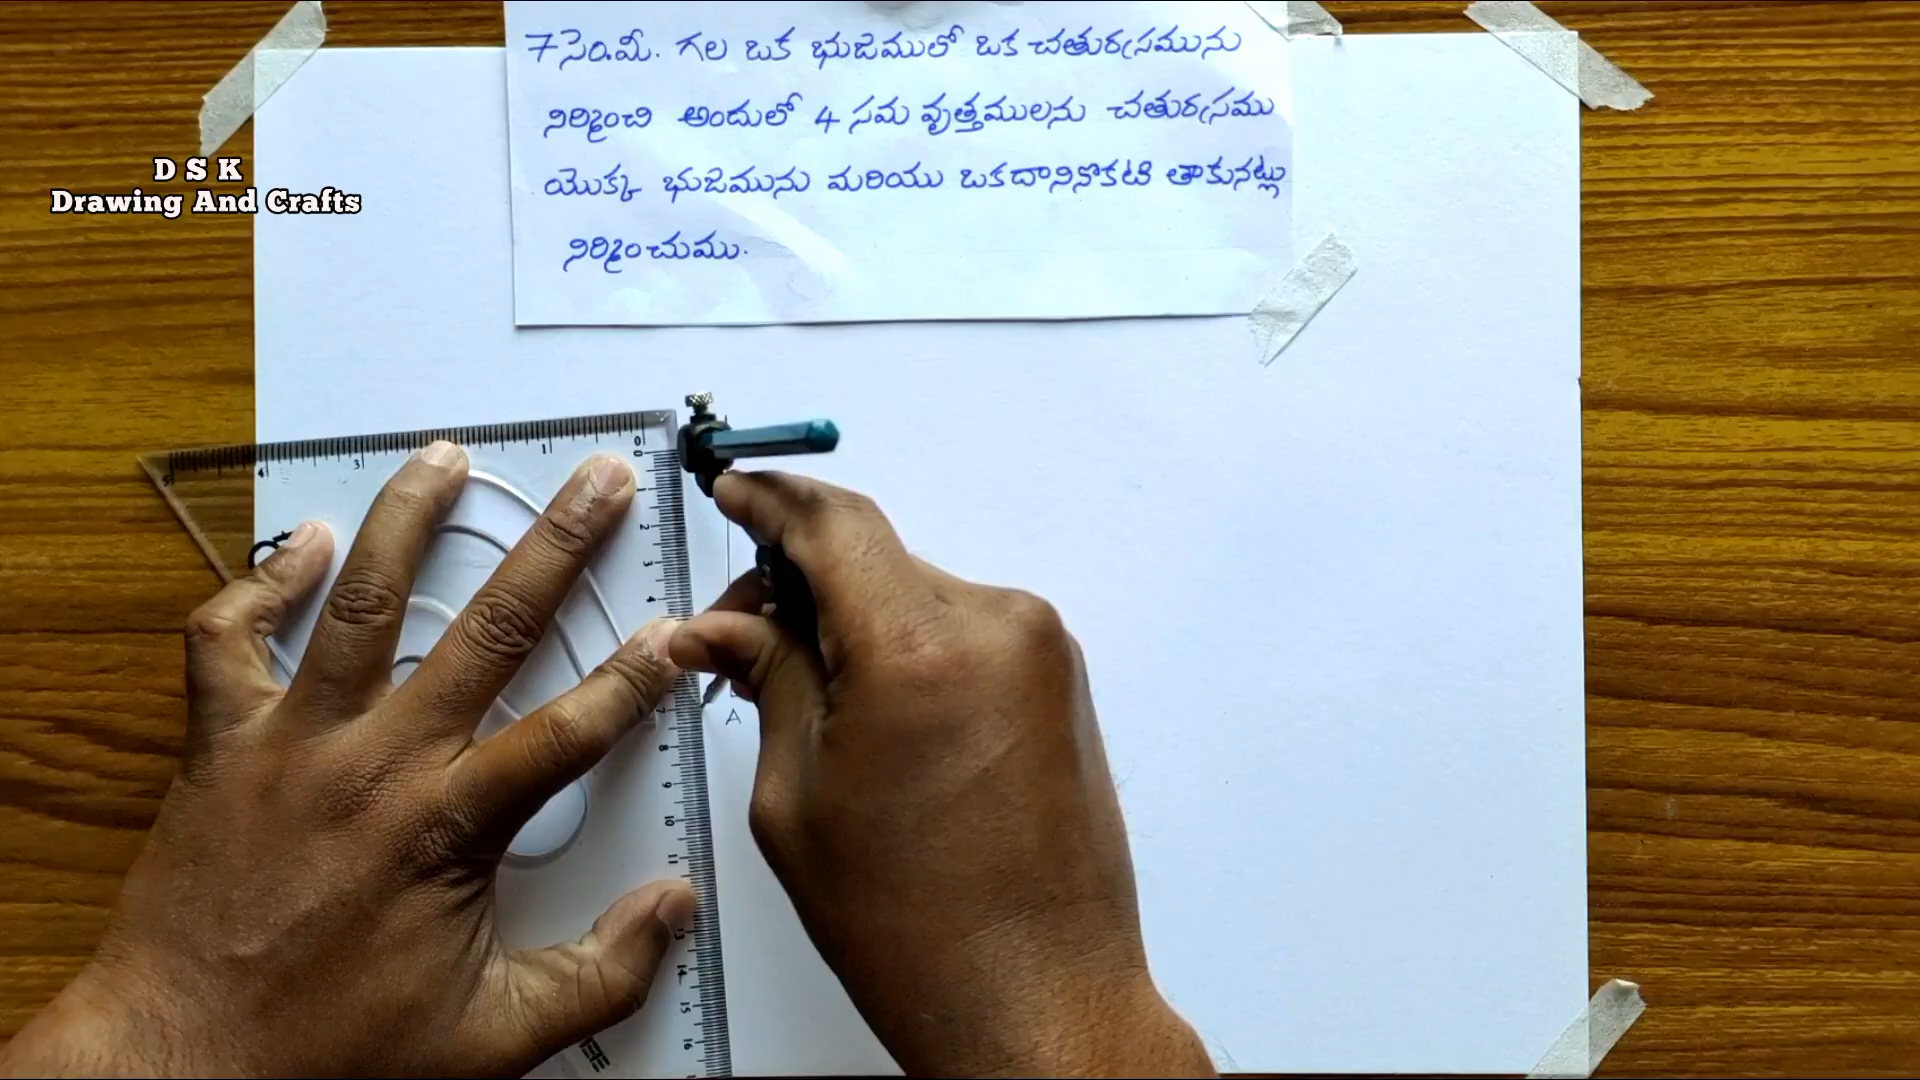 7 సెం.మీ. గల ఒక భుజములో ఒక చతురస్రమును
నిర్మించి అందులో 4 సమ వృత్తములను చతురస్రము
యొక్క భుజమును మరియు ఒకదానినొకటి తాకునట్లు
నిర్మించుము.
D S K
Drawing And Crafts
A